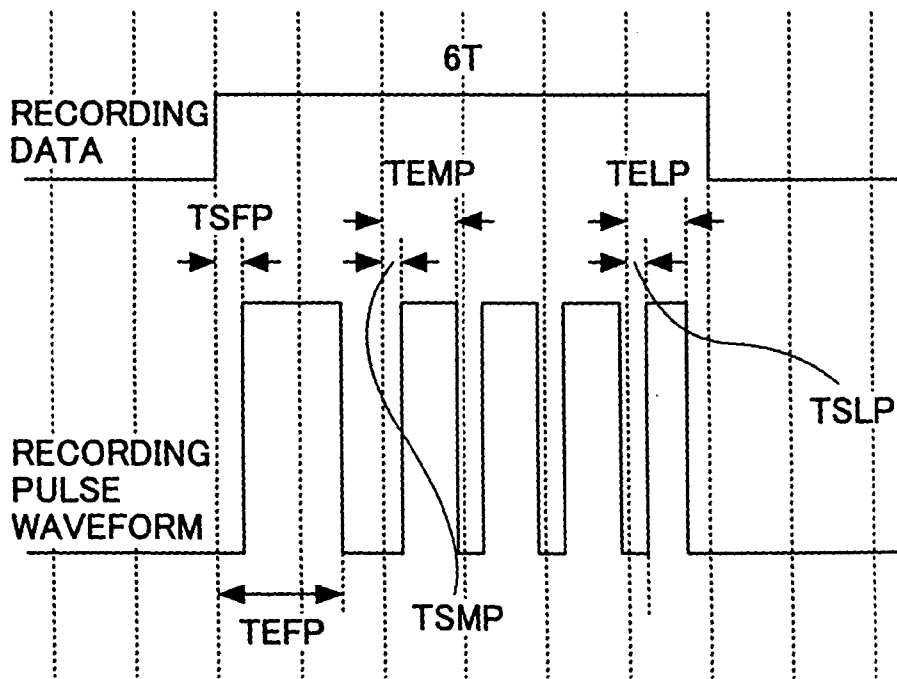 6T
RECORDING
DATA
TEMP
TELP
TSFP
TSLP
RECORDING
PULSE
WAVEFORM
TEFP
TSMP